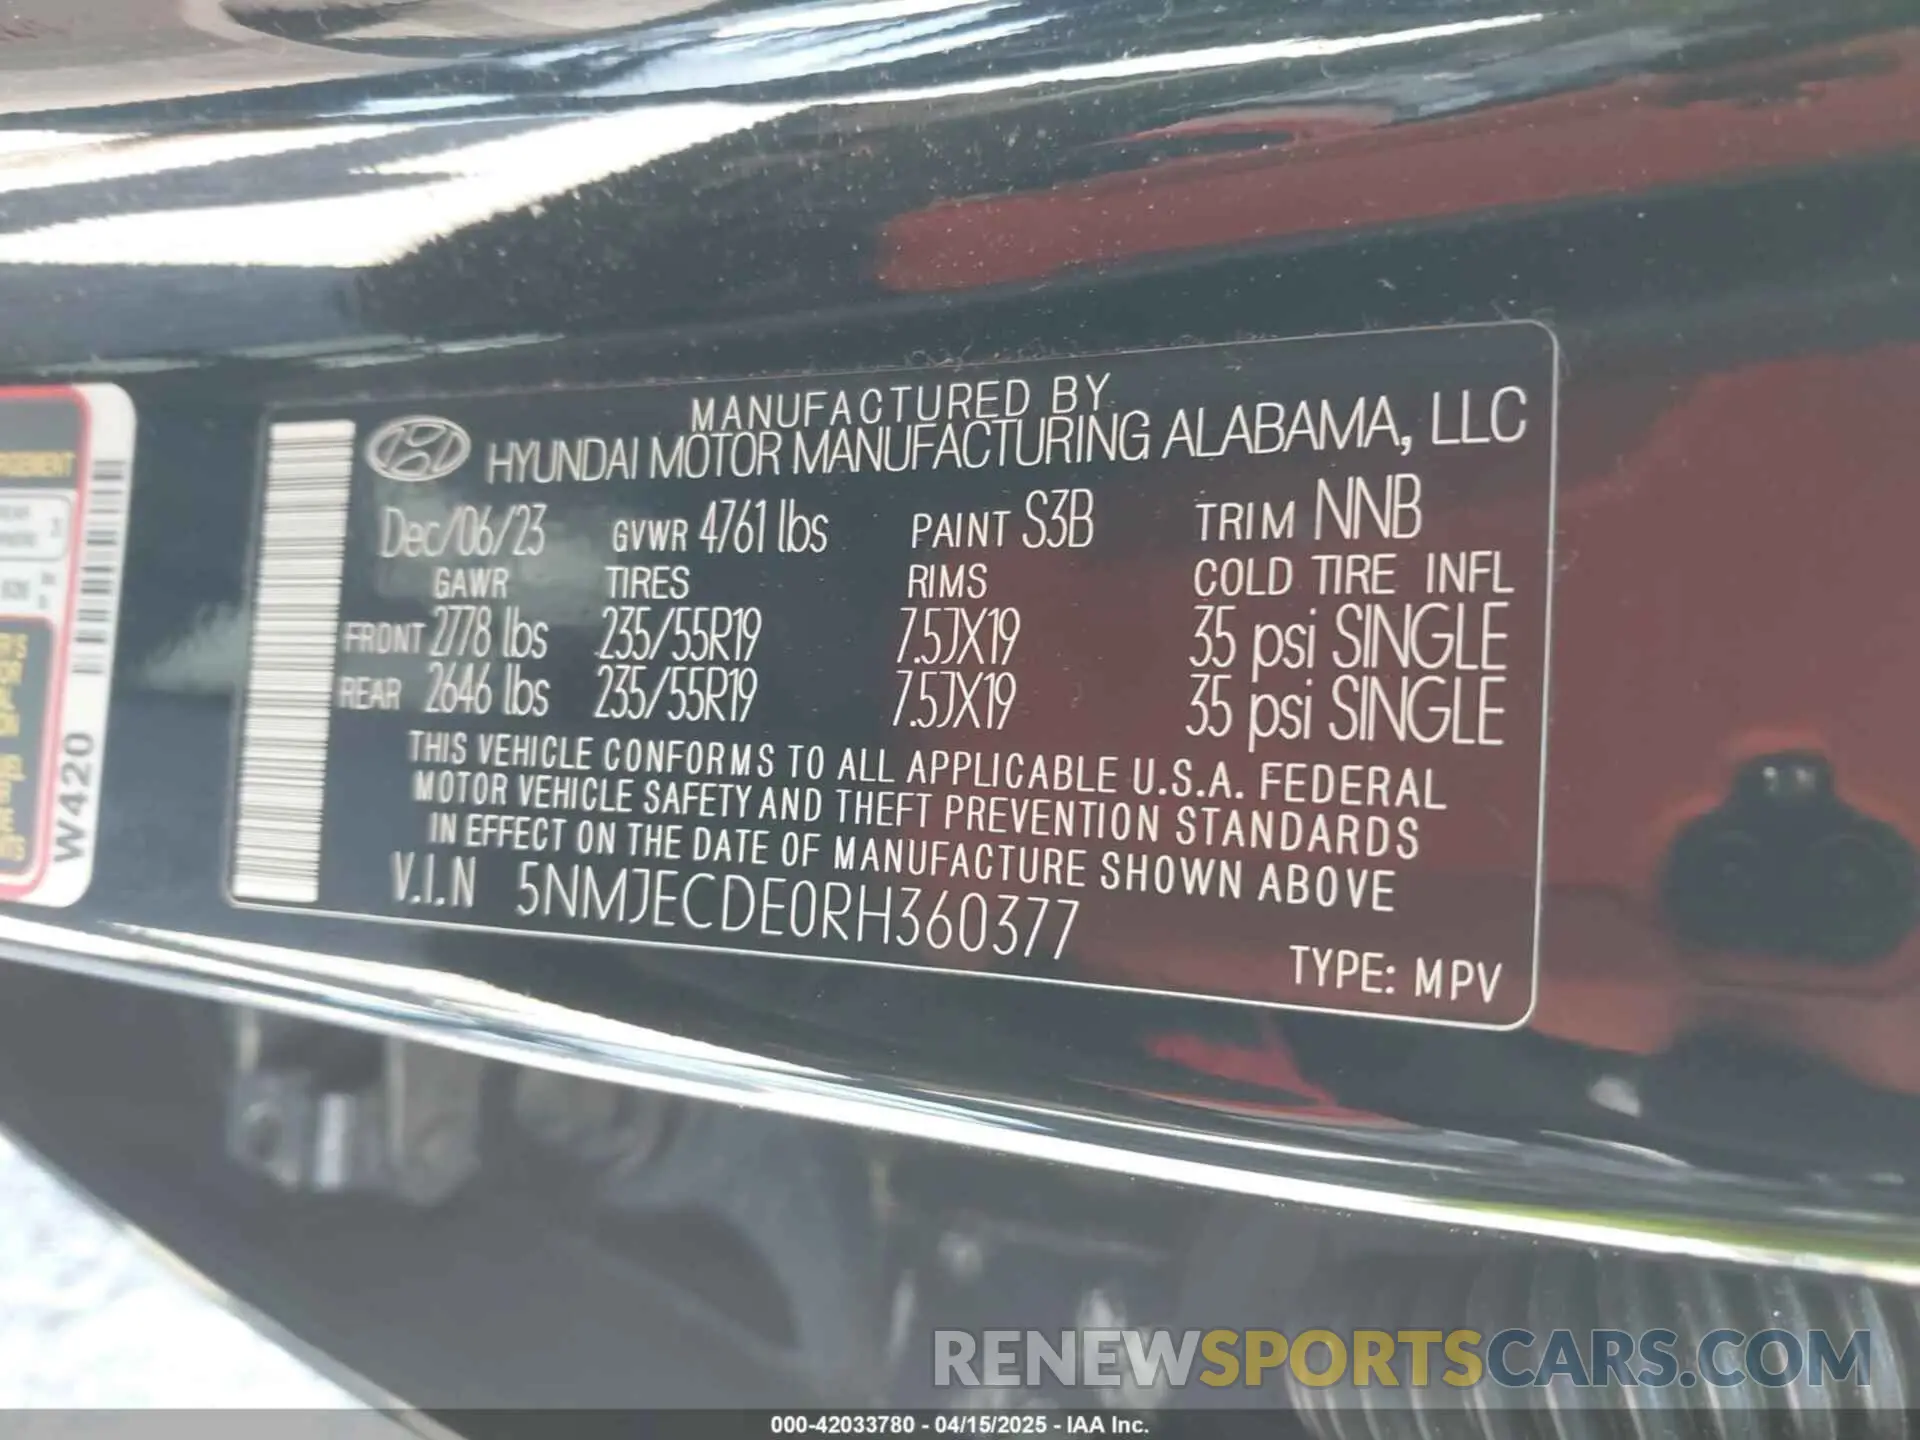 MANUFACTURED BY
HYUNDAI MOTOR MANUFACTURING ALABAMA, LLC
Dec/06/23 GVWR 4761 lbs PAINT S3B TRIM NNB
GAWR TIRES RIMS COLD TIRE INFL
FRONT 2778 lbs 235/55R19 7.5JX19 35 psi SINGLE
REAR 2646 lbs 235/55R19 7.5JX19 35 psi SINGLE
THIS VEHICLE CONFORMS TO ALL APPLICABLE U.S.A. FEDERAL
MOTOR VEHICLE SAFETY AND THEFT PREVENTION STANDARDS
IN EFFECT ON THE DATE OF MANUFACTURE SHOWN ABOVE
V.I.N 5NMJECDE0RH360377
TYPE: MPV
W420
RENEWSPORTSCARS.COM
000-42033780 - 04/15/2025 - IAA Inc.